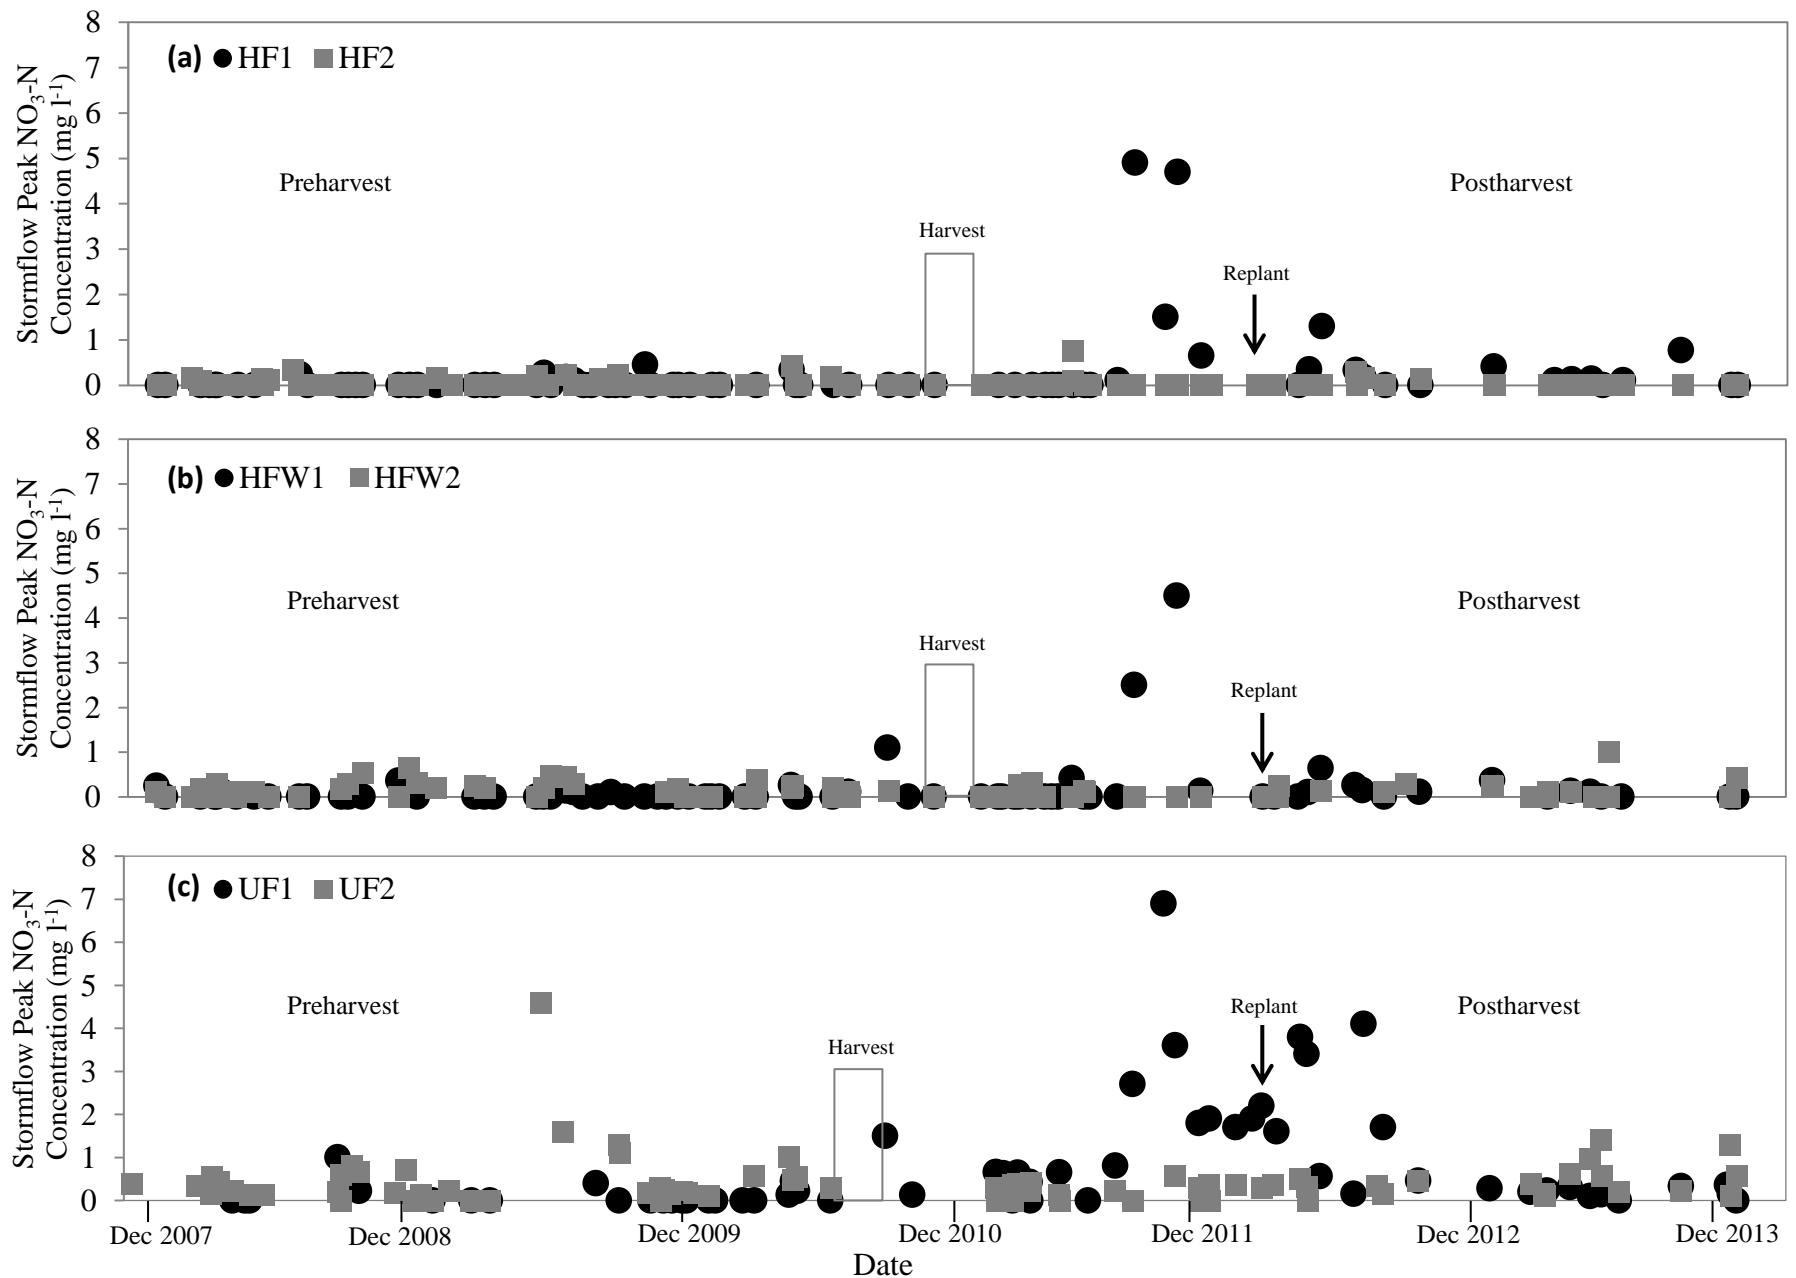 Stormflow Peak NO3-N
Concentration (mg l-1)
8
7
6
5
4
3
2
1
0
(a) HF1 HF2
Preharvest
Harvest
Replant
Postharvest
Stormflow Peak NO3-N
Concentration (mg l-1)
8
7
6
5
4
3
2
1
0
(b) HFW1 HFW2
Preharvest
Harvest
Replant
Postharvest
Stormflow Peak NO3-N
Concentration (mg l-1)
8
7
6
5
4
3
2
1
0
(c) UF1 UF2
Preharvest
Harvest
Replant
Postharvest
Dec 2007 Dec 2008 Dec 2009 Dec 2010 Dec 2011 Dec 2012 Dec 2013
Date